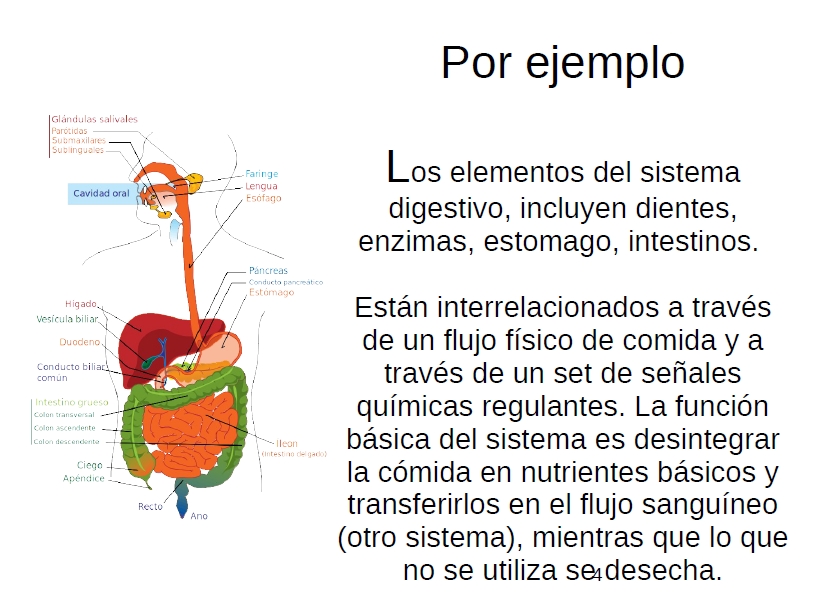 Por ejemplo
Glándulas salivales
Parótidas
Submaxilares
Sublinguales
Cavidad oral
Faringe
Lengua
Esófago
Páncreas
Conducto pancreático
Estómago
Hígado
Vesícula biliar
Duodeno
Conducto biliar
común
Intestino grueso
Colon transversal
Colon ascendente
Colon descendente
Ileon
(intestino delgado)
Ciego
Apéndice
Recto
Ano
Los elementos del sistema
digestivo, incluyen dientes,
enzimas, estomago, intestinos.
Están interrelacionados a través
de un flujo físico de comida y a
través de un set de señales
químicas regulantes. La función
básica del sistema es desintegrar
la cómida en nutrientes básicos y
transferirlos en el flujo sanguíneo
(otro sistema), mientras que lo que
no se utiliza se desecha.
4